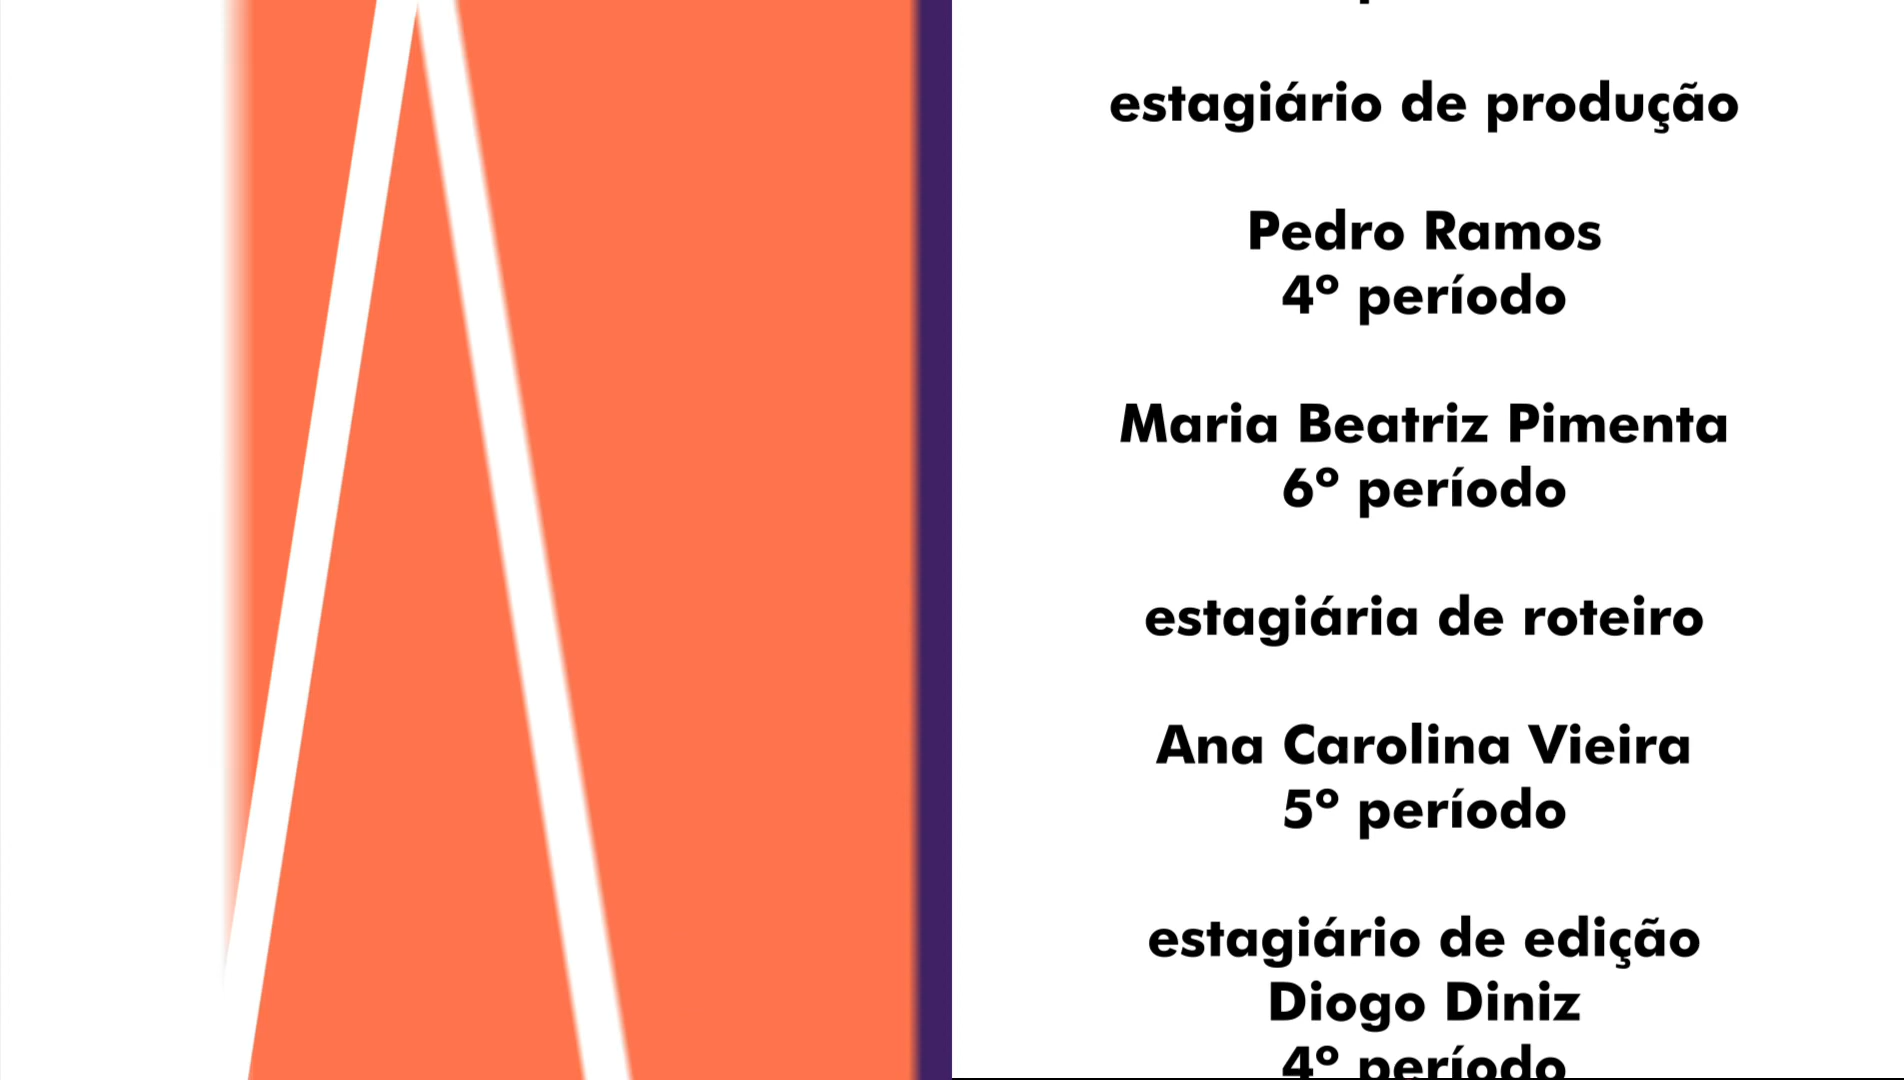 estagiário de produção
Pedro Ramos
4º período
Maria Beatriz Pimenta
6º período
estagiária de roteiro
Ana Carolina Vieira
5º período
estagiário de edição
Diogo Diniz
4º período